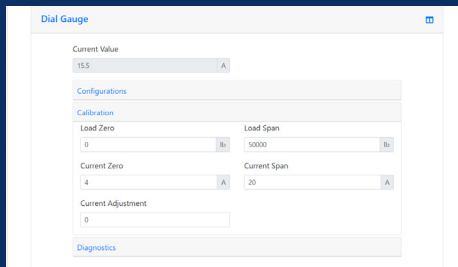 Dial Gauge
Current Value
15.5 A
Configurations
Calibration
Load Zero Load Span
0 lb 50000 lb
Current Zero Current Span
4 A 20 A
Current Adjustment
0
Diagnostics